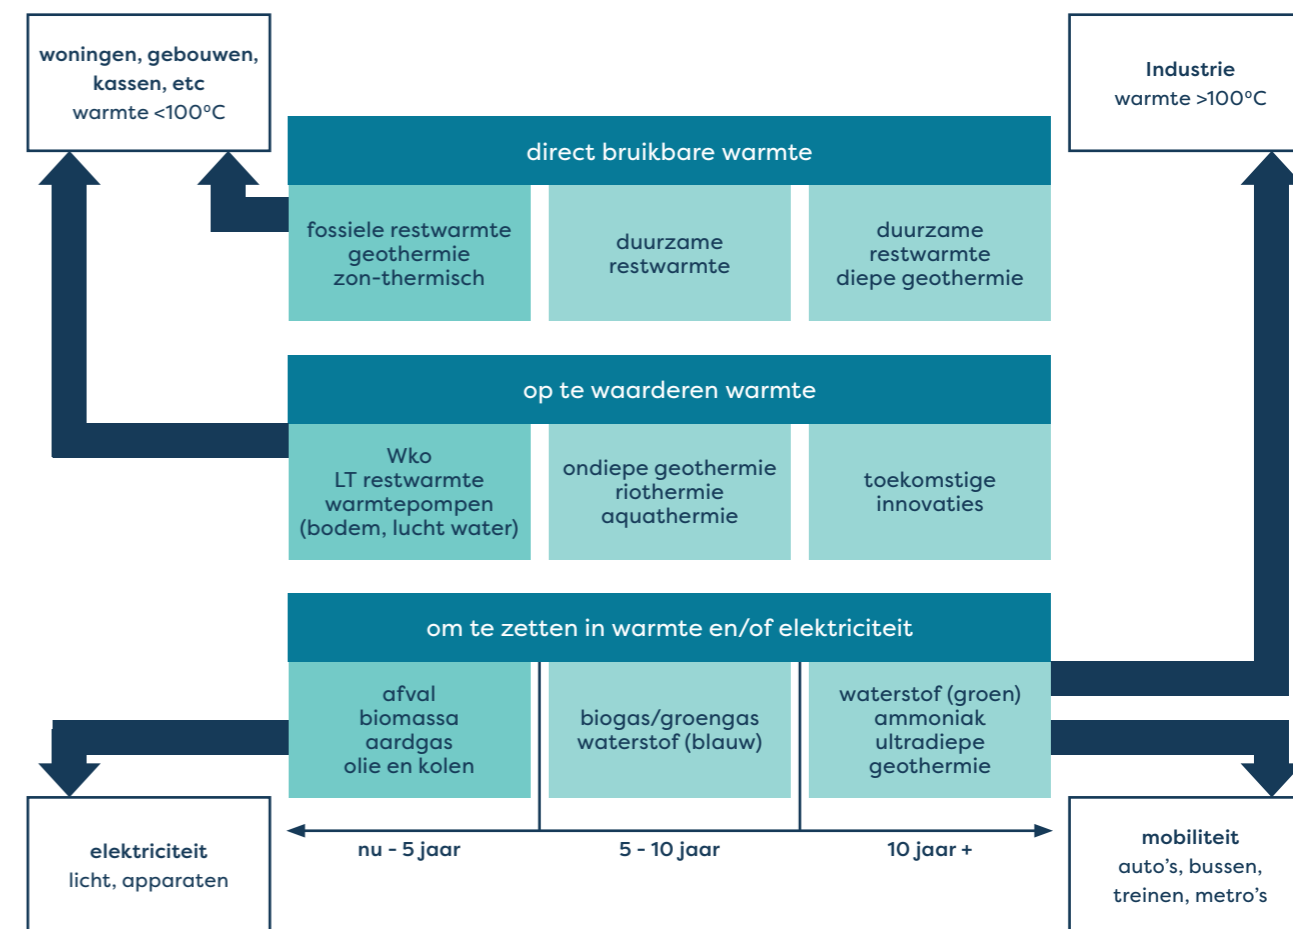 woningen, gebouwen,
kassen, etc
warmte <100°C
Industrie
warmte >100°C
direct bruikbare warmte
fossiele restwarmte
geothermie
zon-thermisch
duurzame
restwarmte
duurzame
restwarmte
diepe geothermie
op te waarderen warmte
Wko
LT restwarmte
warmtepompen
(bodem, lucht water)
ondiepe geothermie
riothermie
aquathermie
toekomstige
innovaties
om te zetten in warmte en/of elektriciteit
afval
biomassa
aardgas
olie en kolen
biogas/groengas
waterstof (blauw)
waterstof (groen)
ammoniak
ultradiepe
geothermie
nu - 5 jaar
5 - 10 jaar
10 jaar +
elektriciteit
licht, apparaten
mobiliteit
auto's, bussen,
treinen, metro's